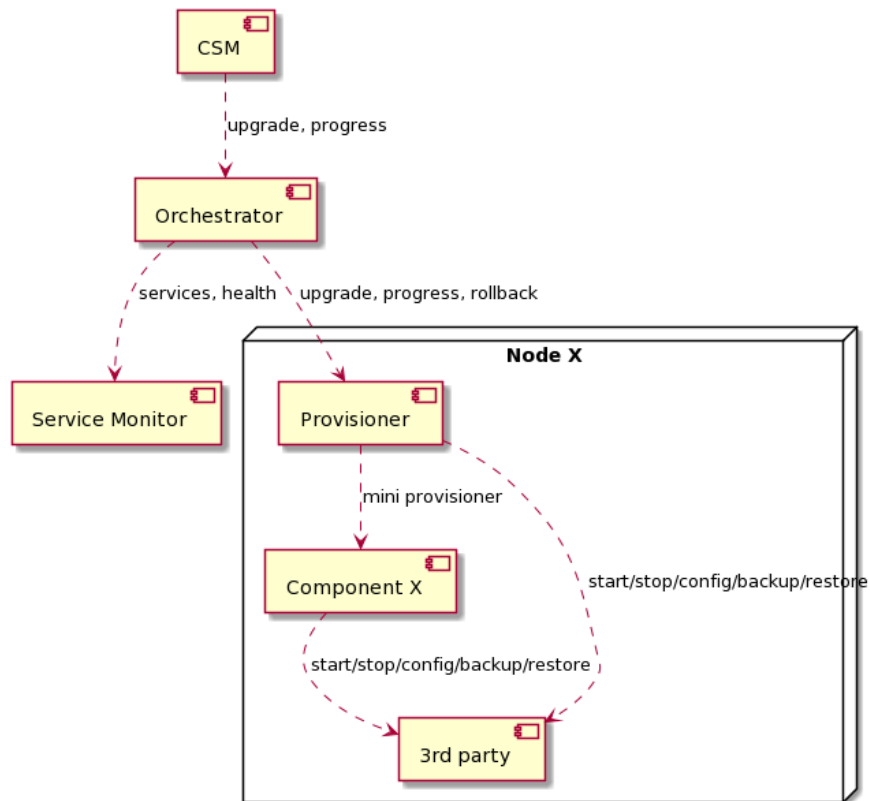 CSM
upgrade, progress
Orchestrator
services, health
upgrade, progress, rollback
Node X
Service Monitor
Provisioner
mini provisioner
Component X
start/stop/config/backup/restore
start/stop/config/backup/restore
3rd party